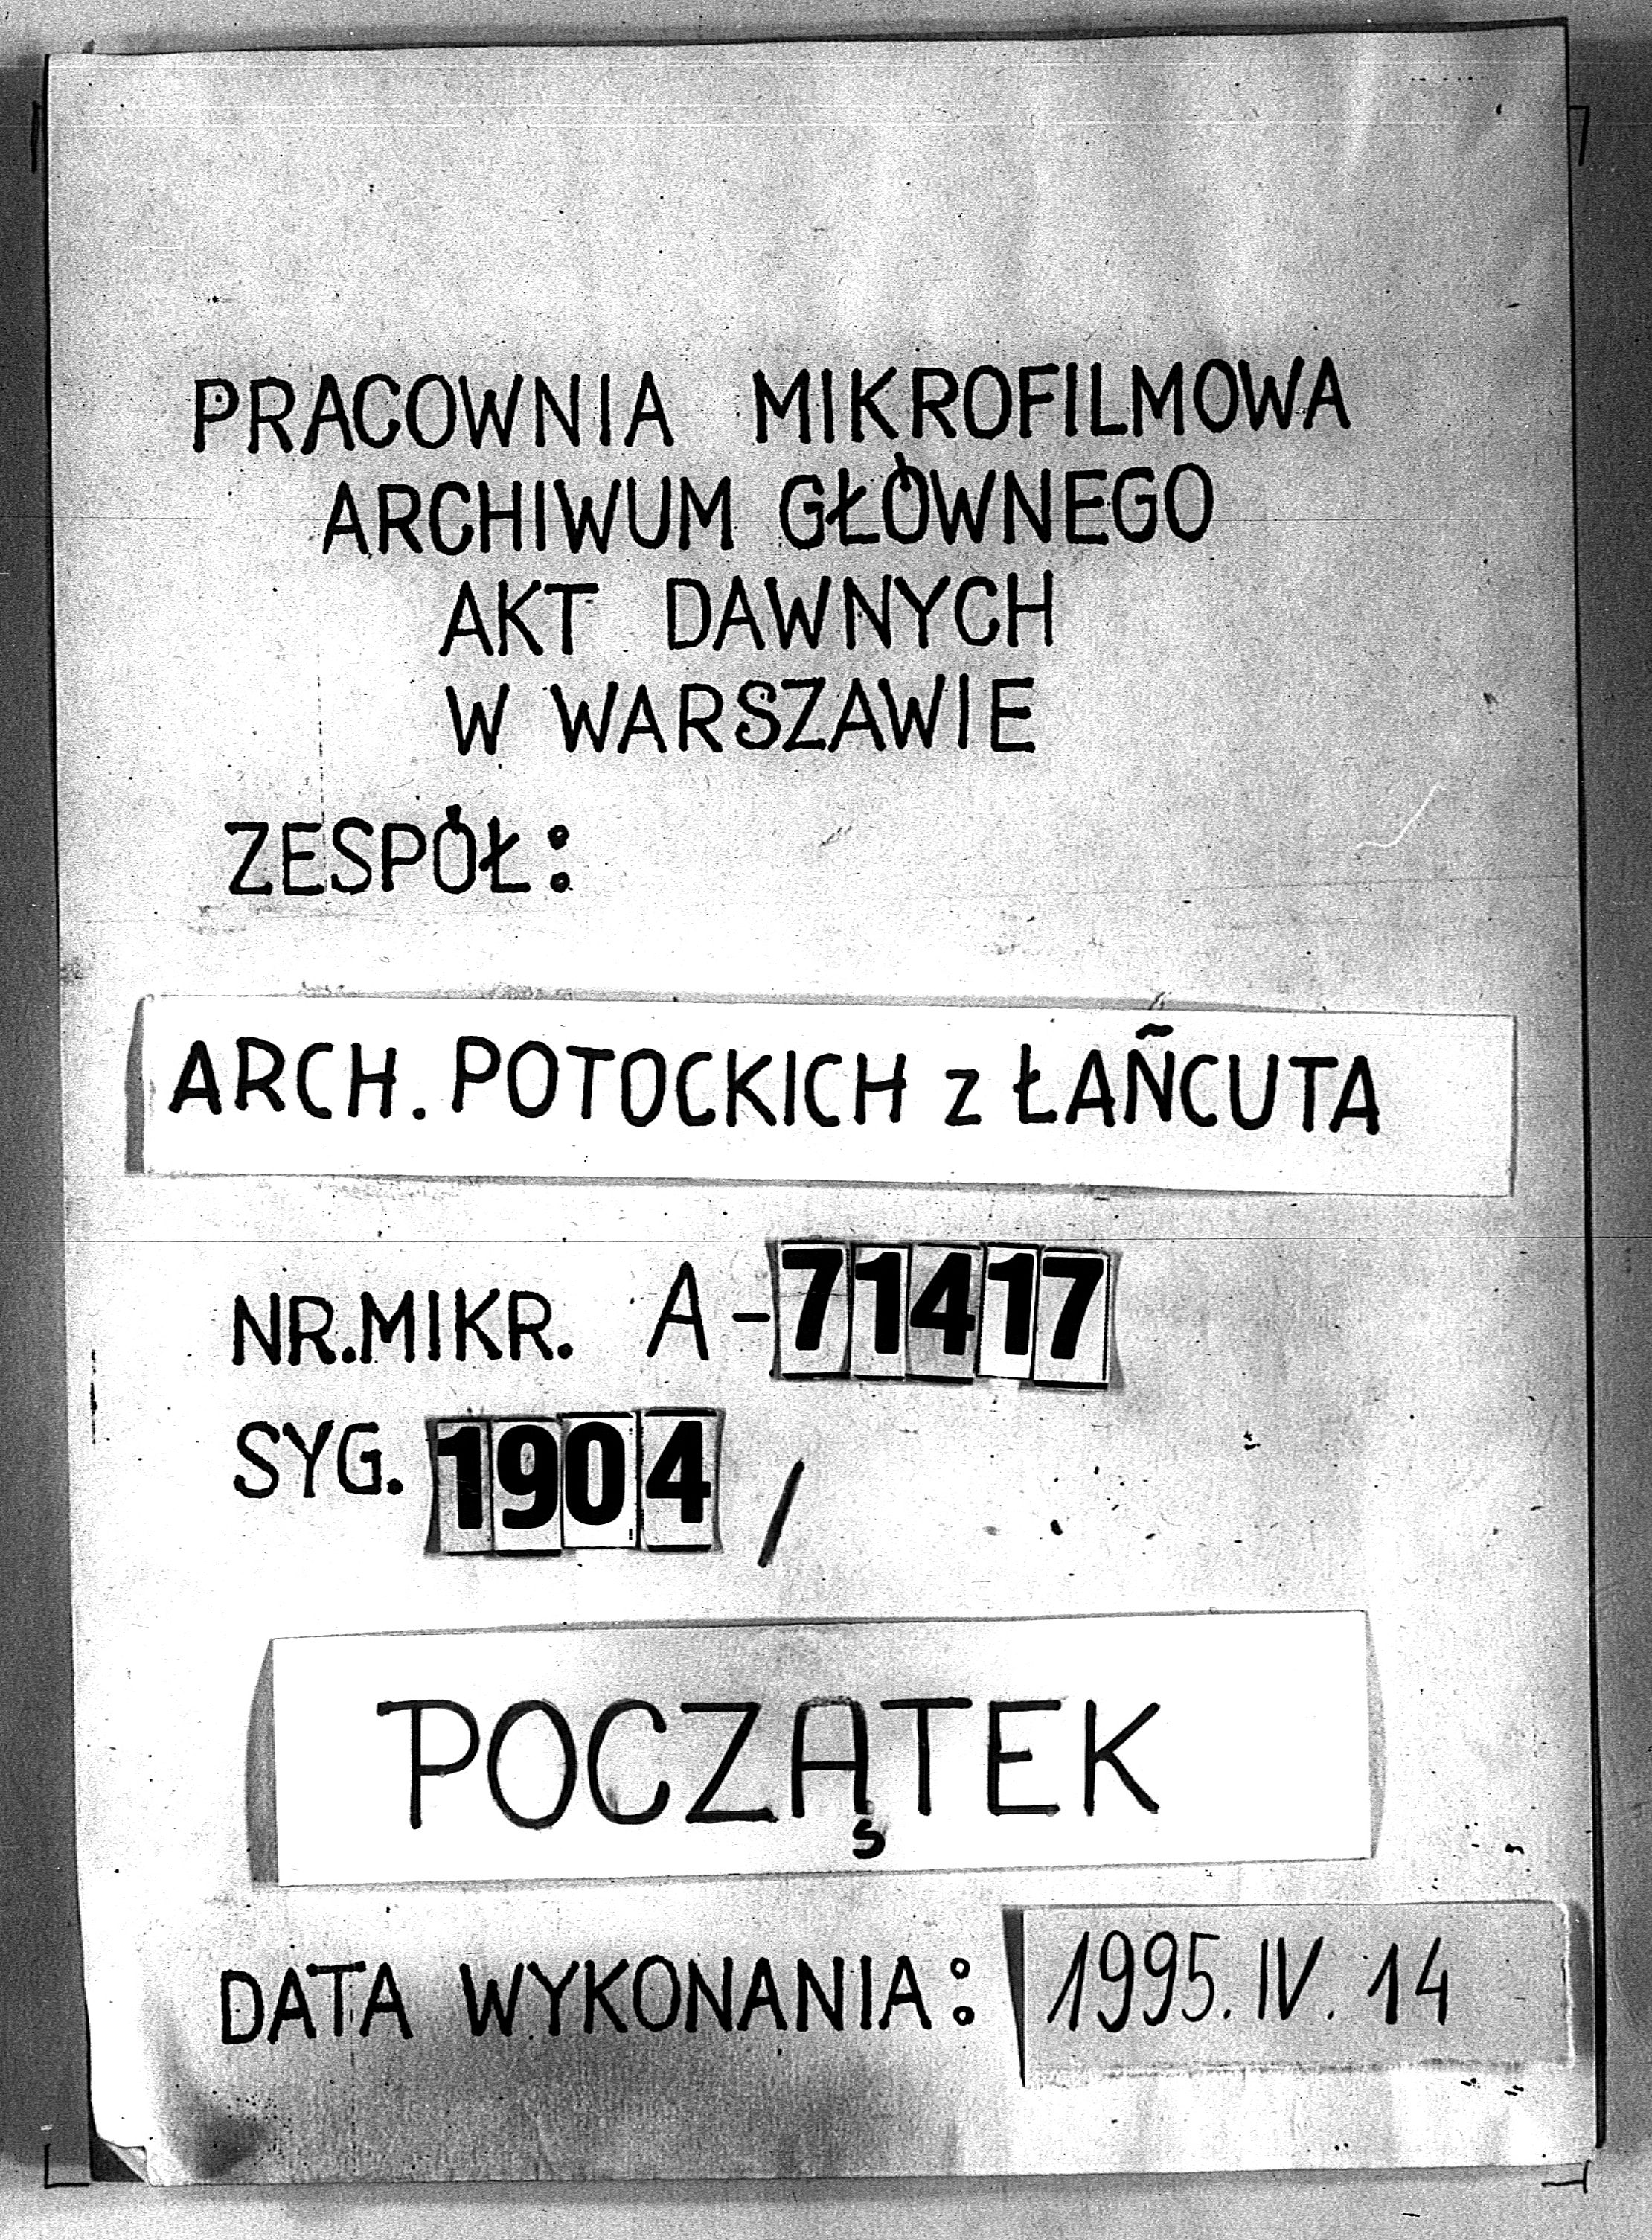 PRACOWNIA MIKROFILMOWA
ARCHIWUM GŁÓWNEGO
AKT DAWNYCH
W WARSZAWIE
ZESPÓŁ:
ARCH. POTOCKICH z ŁAÑCUTA
NR.MIKR. A-71417
SYG. 1904 /
POCZĄTEK
DATA WYKONANIA: 1995. IV. 14